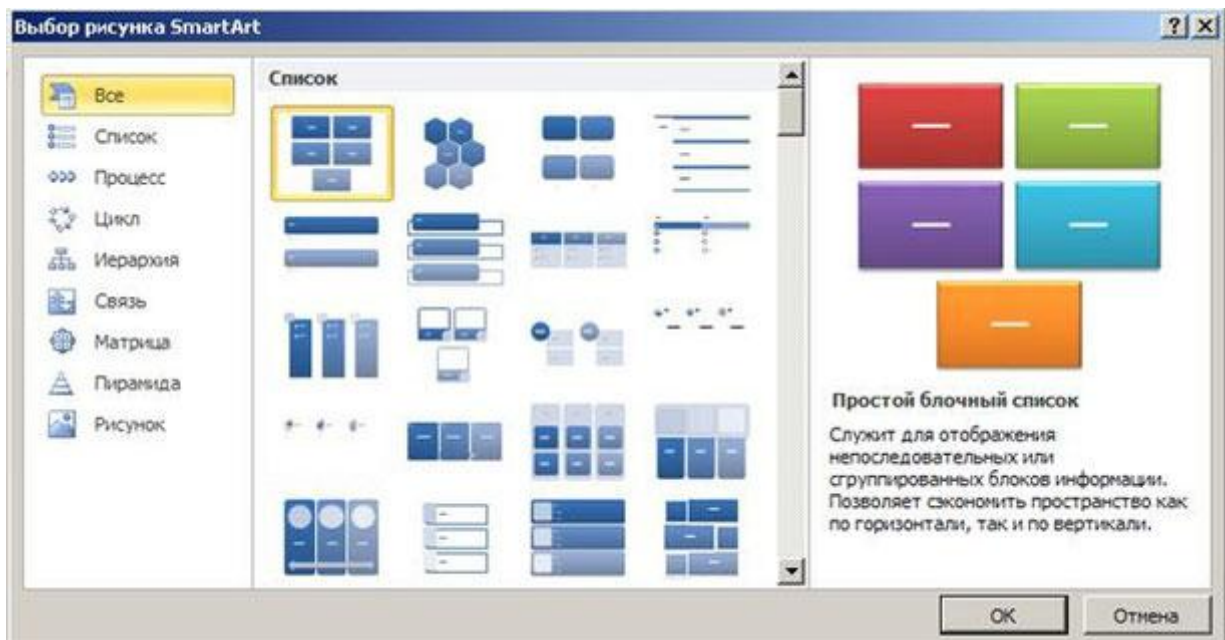 Выбор рисунка SmartArt
Все
Список
Процесс
Цикл
Иерархия
Связь
Матрица
Пирамида
Рисунок
Список
Простой блочный список
Служит для отображения
непоследовательных или
сгруппированных блоков информации.
Позволяет сэкономить пространство как
по горизонтали, так и по вертикали.
ОК
Отмена